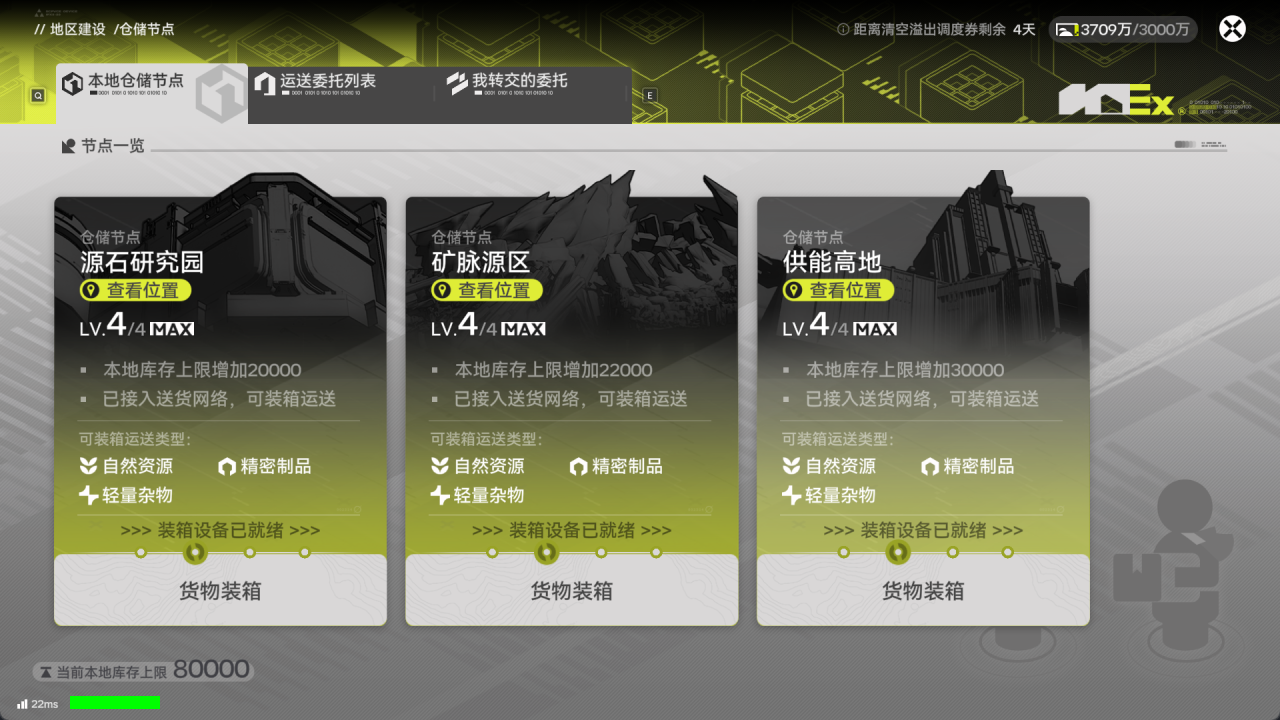 // 地区建设 /仓储节点
距离清空溢出调度券剩余 4天
3709万/3000万
Q
本地仓储节点
运送委托列表
我转交的委托
E
节点一览
仓储节点
源石研究园
查看位置
LV.4/4 MAX
本地库存上限增加20000
已接入送货网络，可装箱运送
可装箱运送类型：
自然资源
精密制品
轻量杂物
>>> 装箱设备已就绪 >>>
货物装箱
仓储节点
矿脉源区
查看位置
LV.4/4 MAX
本地库存上限增加22000
已接入送货网络，可装箱运送
可装箱运送类型：
自然资源
精密制品
轻量杂物
>>> 装箱设备已就绪 >>>
货物装箱
仓储节点
供能高地
查看位置
LV.4/4 MAX
本地库存上限增加30000
已接入送货网络，可装箱运送
可装箱运送类型：
自然资源
精密制品
轻量杂物
>>> 装箱设备已就绪 >>>
货物装箱
当前本地库存上限 80000
22ms